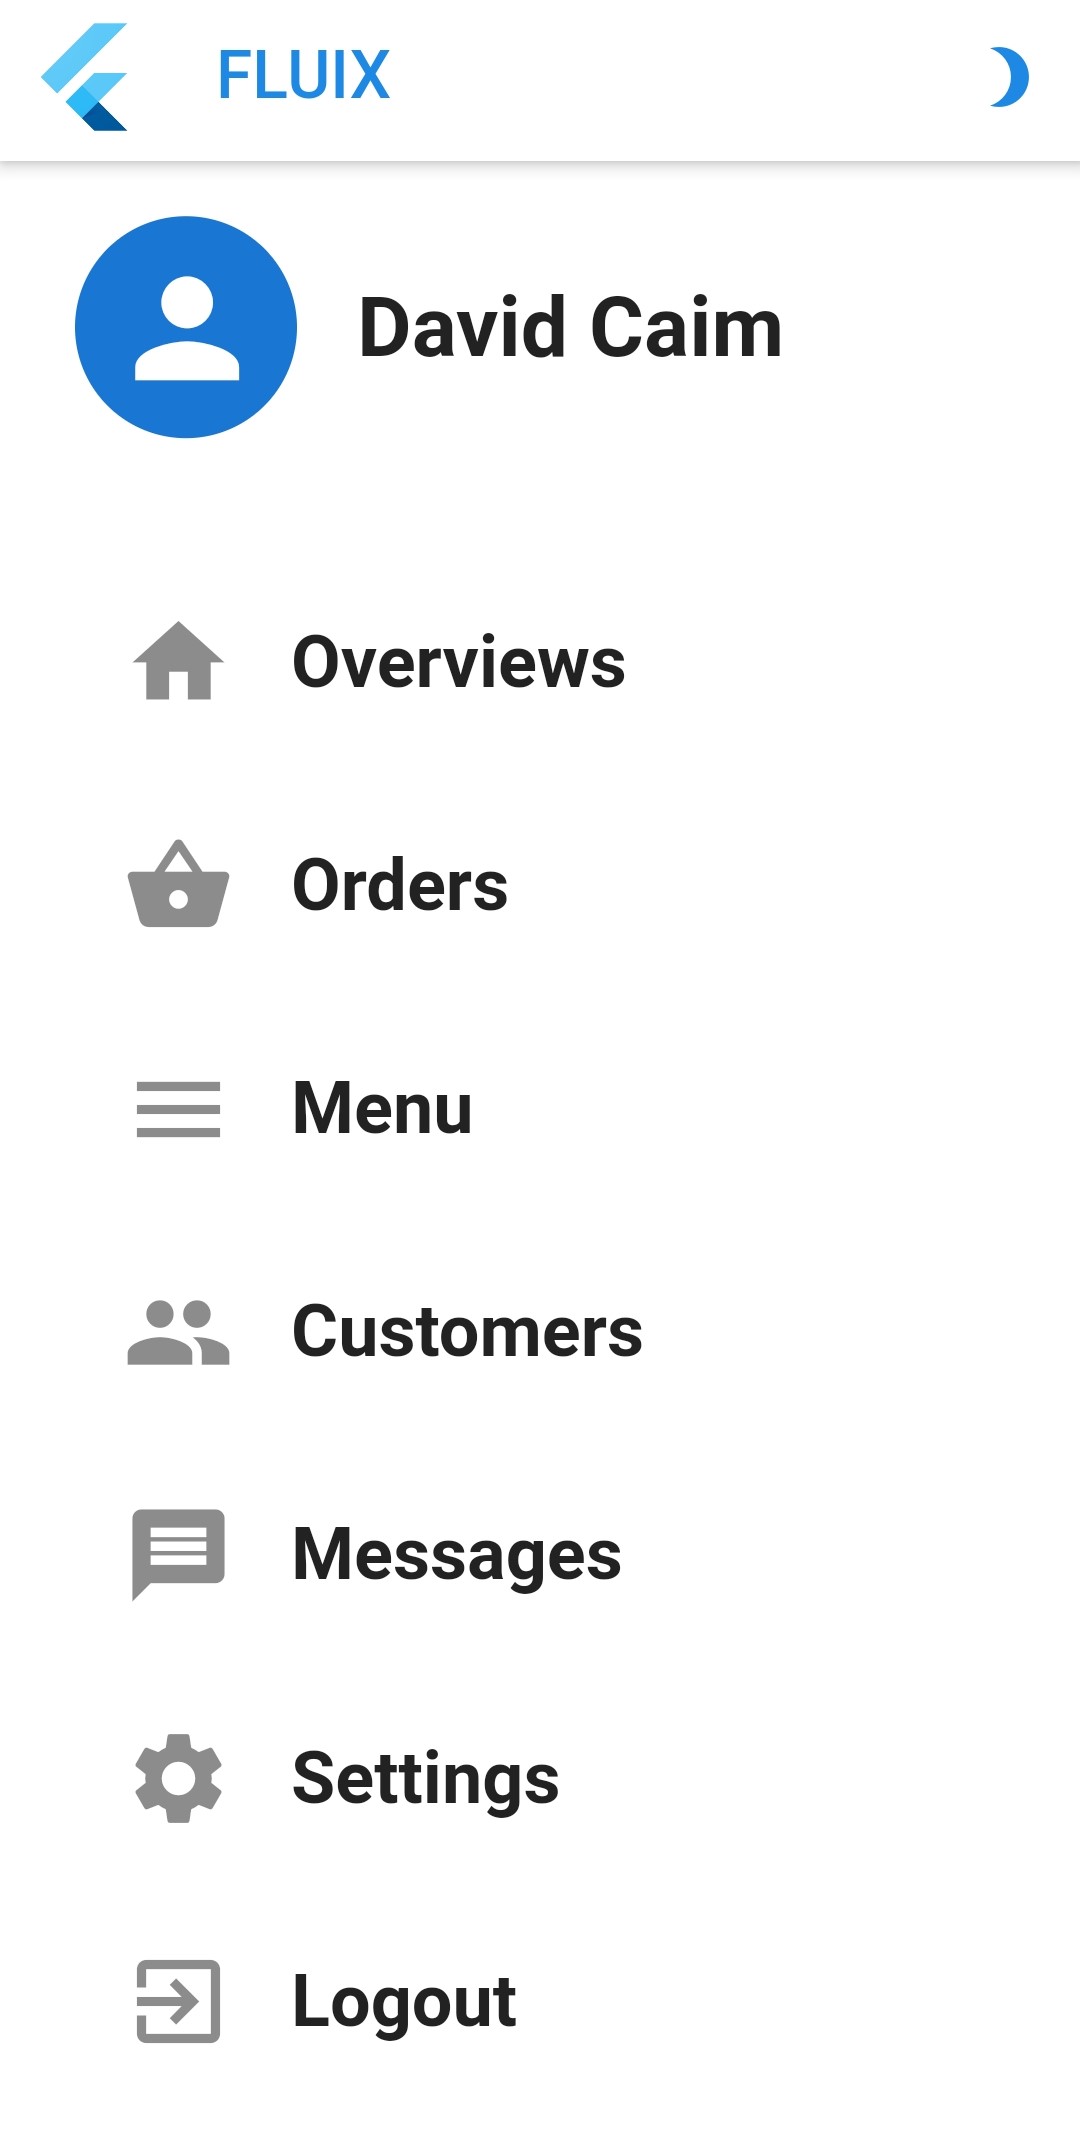 FLUIX
David Caim
Overviews
Orders
Menu
Customers
Messages
Settings
Logout